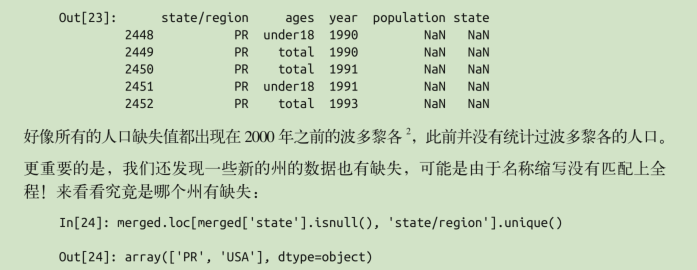 Out[23]: state/region ages year population state
2448 PR under18 1990 NaN NaN
2449 PR total 1990 NaN NaN
2450 PR total 1991 NaN NaN
2451 PR under18 1991 NaN NaN
2452 PR total 1993 NaN NaN
好像所有的人口缺失值都出现在 2000 年之前的波多黎各 2，此前并没有统计过波多黎各的人口。
更重要的是，我们还发现一些新的州的数据也有缺失，可能是由于名称缩写没有匹配上全
程！来看看究竟是哪个州有缺失：
In[24]: merged.loc[merged['state'].isnull(), 'state/region'].unique()
Out[24]: array(['PR', 'USA'], dtype=object)